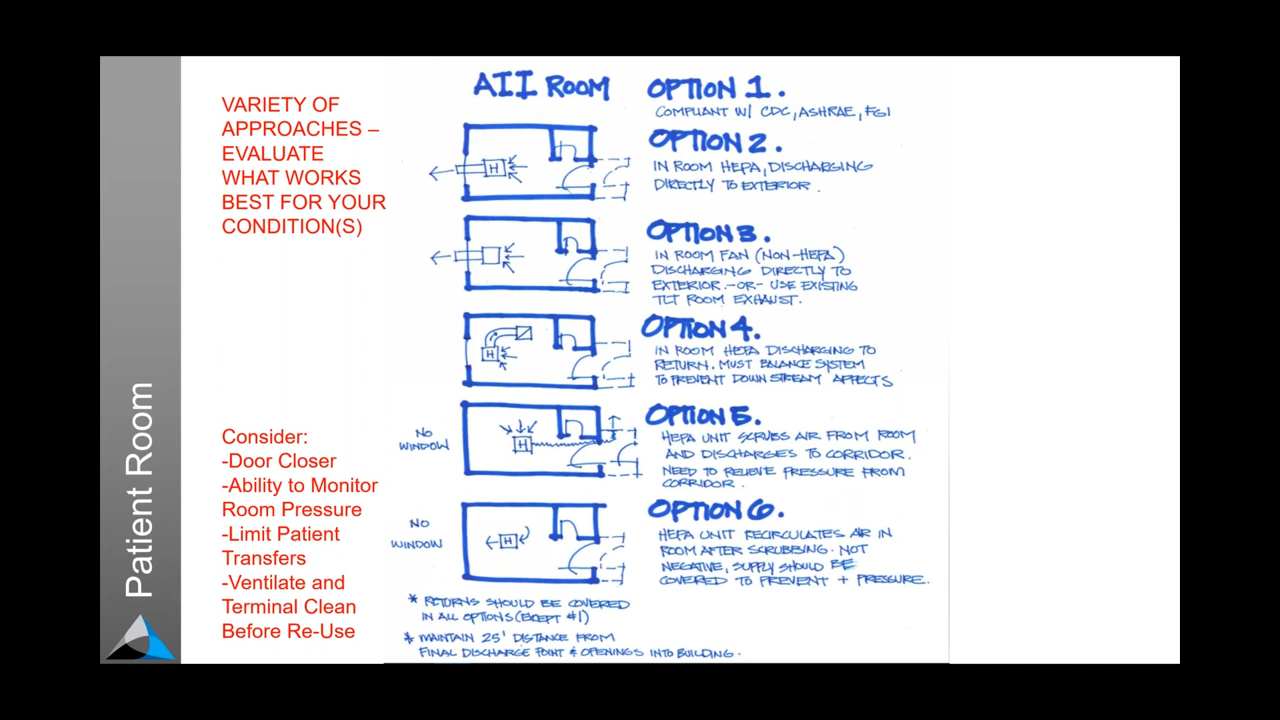 Patient Room
VARIETY OF
APPROACHES –
EVALUATE
WHAT WORKS
BEST FOR YOUR
CONDITION(S)
Consider:
-Door Closer
-Ability to Monitor
Room Pressure
-Limit Patient
Transfers
-Ventilate and
Terminal Clean
Before Re-Use
AII ROOM
OPTION 1.
COMPLIANT W/ CDC, ASHRAE, FGI
OPTION 2.
IN ROOM HEPA, DISCHARGING
DIRECTLY TO EXTERIOR.
H
OPTION 3.
IN ROOM FAN (NON-HEPA)
DISCHARGING DIRECTLY TO
EXTERIOR. -OR- USE EXISTING
TLT ROOM EXHAUST.
OPTION 4.
IN ROOM HEPA DISCHARGING TO
RETURN. MUST BALANCE SYSTEM
TO PREVENT DOWN STREAM AFFECTS
H
OPTION 5.
HEPA UNIT SCRUBS AIR FROM ROOM
AND DISCHARGES TO CORRIDOR.
NEED TO RELIEVE PRESSURE FROM
CORRIDOR.
NO
WINDOW
H
OPTION 6.
HEPA UNIT RECIRCULATES AIR IN
ROOM AFTER SCRUBBING. NOT
NEGATIVE, SUPPLY SHOULD BE
COVERED TO PREVENT + PRESSURE.
NO
WINDOW
H
* RETURNS SHOULD BE COVERED
IN ALL OPTIONS (EXCEPT #1)
* MAINTAIN 25' DISTANCE FROM
FINAL DISCHARGE POINT & OPENINGS INTO BUILDING.